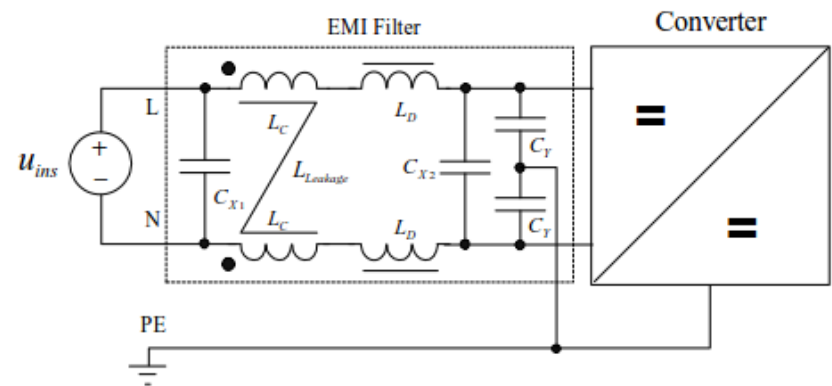 Converter
EMI Filter
L
L_C
L_D
C_Y
=
u_ins
+
−
C_X1
L_Leakage
C_X2
N
L_C
L_D
C_Y
=
PE